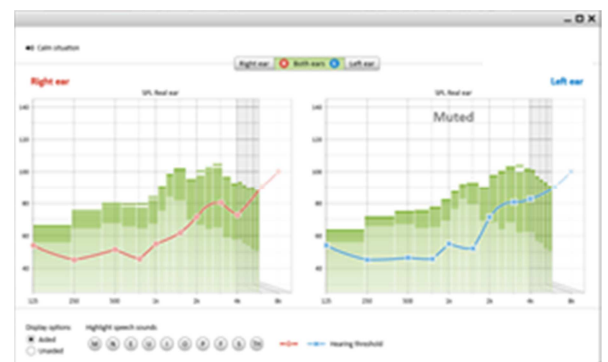 Calm situation
Right ear Both ears Left ear
Right ear
Left ear
SPL Real ear
SPL Real ear
Muted
140
120
100
80
60
40
125 250 500 1k 2k 4k 8k
140
120
100
80
60
40
125 250 500 1k 2k 4k 8k
Display options
Highlight speech sounds
Aided
Unaided
M N E U I O P F S TH
Hearing threshold